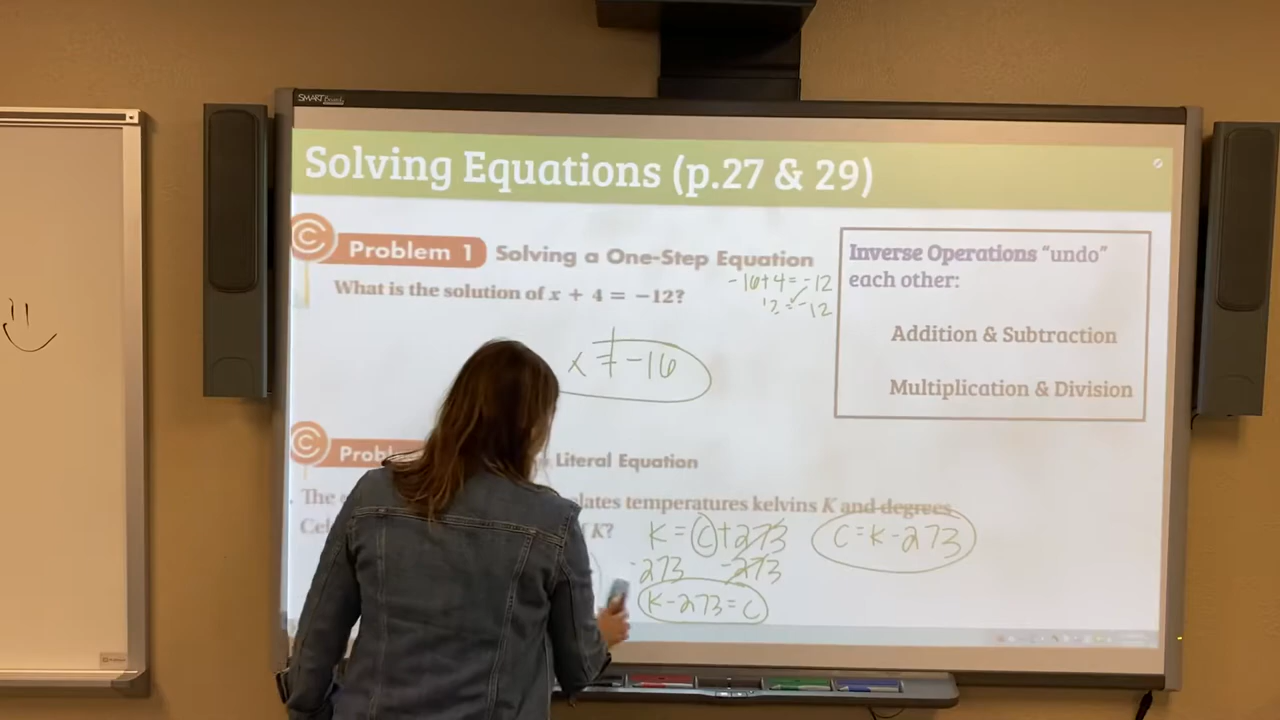 SMART Board
Solving Equations (p.27 & 29)
Problem 1 Solving a One-Step Equation
What is the solution of x + 4 = −12?
-16+4=-12
-12=-12
x = -16
Inverse Operations "undo"
each other:
Addition & Subtraction
Multiplication & Division
Literal Equation
The
lates temperatures kelvins K and degrees
K?
K = C + 273
-273 -273
K - 273 = C
C = K - 273